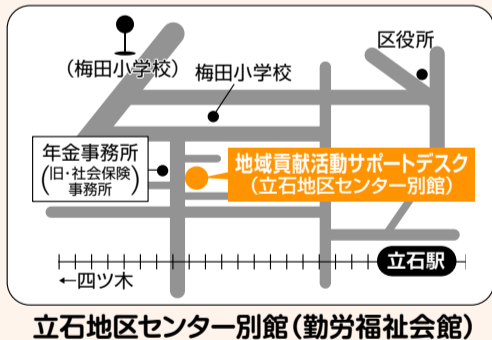 区役所
(梅田小学校)
梅田小学校
年金事務所
(旧・社会保険
事務所)
地域貢献活動サポートデスク
(立石地区センター別館)
立石駅
←四ツ木
立石地区センター別館(勤労福祉会館)